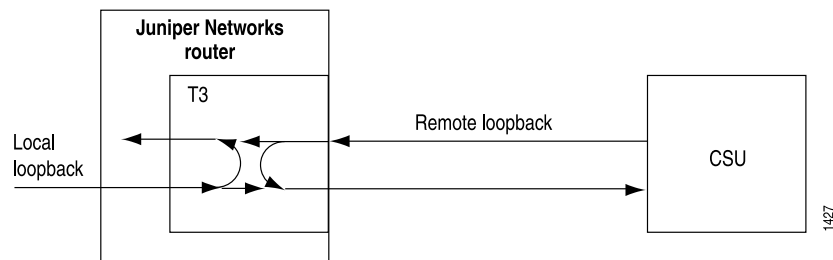 Juniper Networks
router
T3
Local
loopback
Remote loopback
CSU
1427